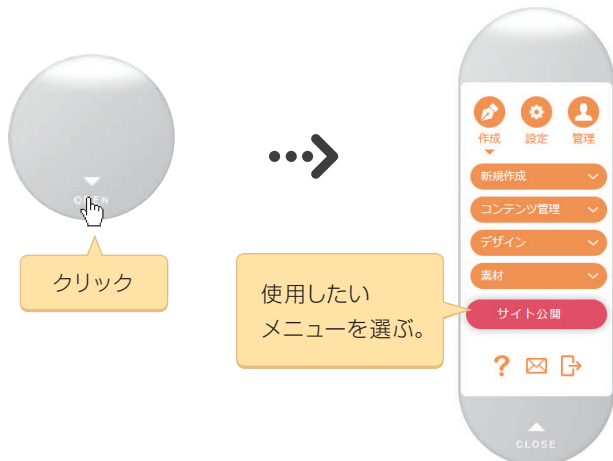 OPEN
クリック
使用したい
メニューを選ぶ。
作成 設定 管理
新規作成
コンテンツ管理
デザイン
素材
サイト公開
?
CLOSE